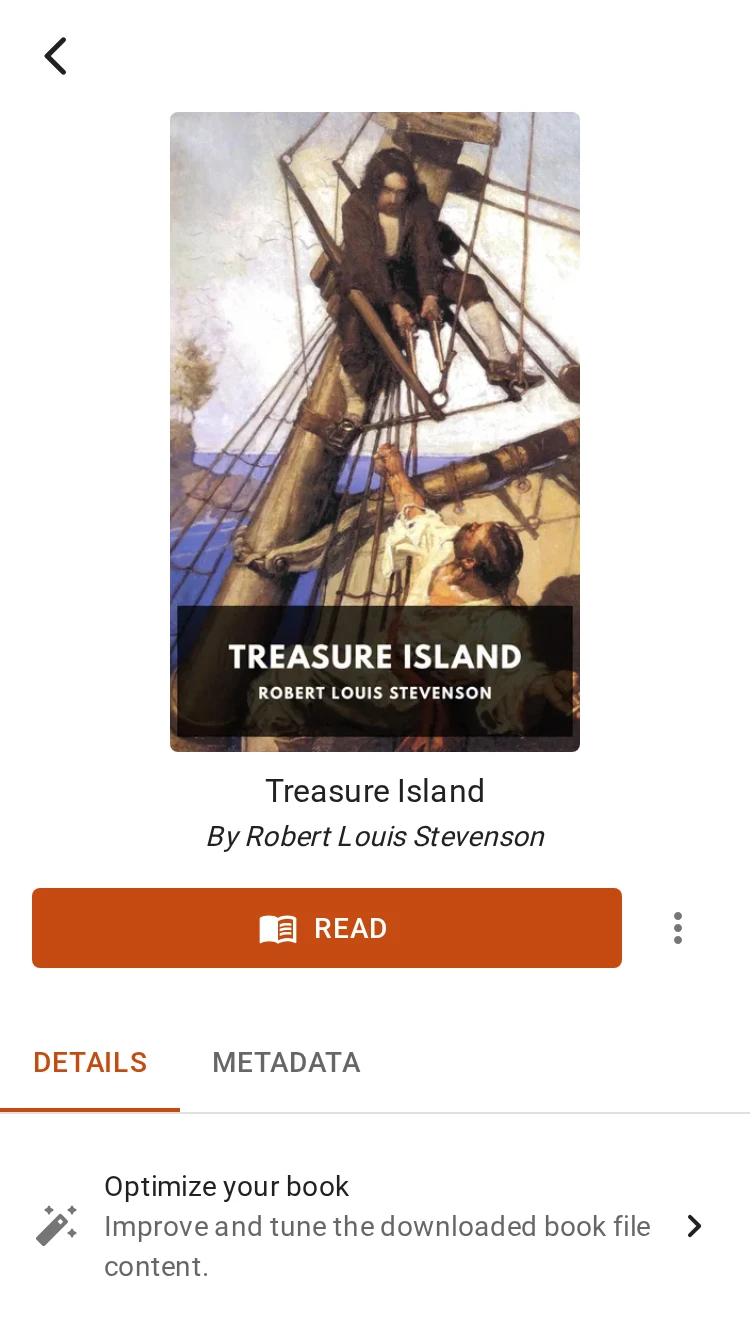 TREASURE ISLAND
ROBERT LOUIS STEVENSON
Treasure Island
By Robert Louis Stevenson
READ
DETAILS METADATA
Optimize your book
Improve and tune the downloaded book file
content.